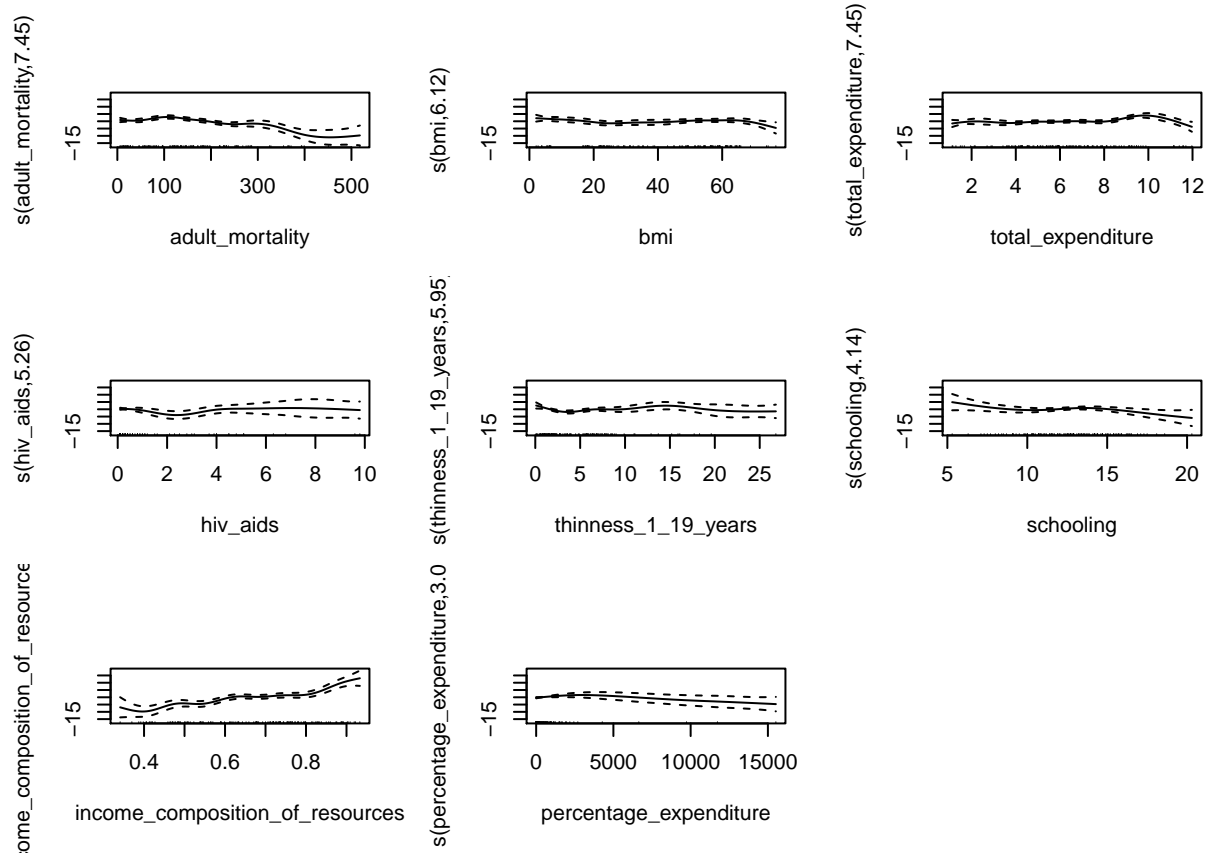 s(adult_mortality,7.45)
−15
0 100 300 500
adult_mortality
s(bmi,6.12)
−15
0 20 40 60
bmi
s(total_expenditure,7.45)
−15
2 4 6 8 10 12
total_expenditure
s(hiv_aids,5.26)
−15
0 2 4 6 8 10
hiv_aids
s(thinness_1_19_years,5.95)
−15
0 5 10 15 20 25
thinness_1_19_years
s(schooling,4.14)
−15
5 10 15 20
schooling
come_composition_of_resource
−15
0.4 0.6 0.8
income_composition_of_resources
s(percentage_expenditure,3.0
−15
0 5000 10000 15000
percentage_expenditure